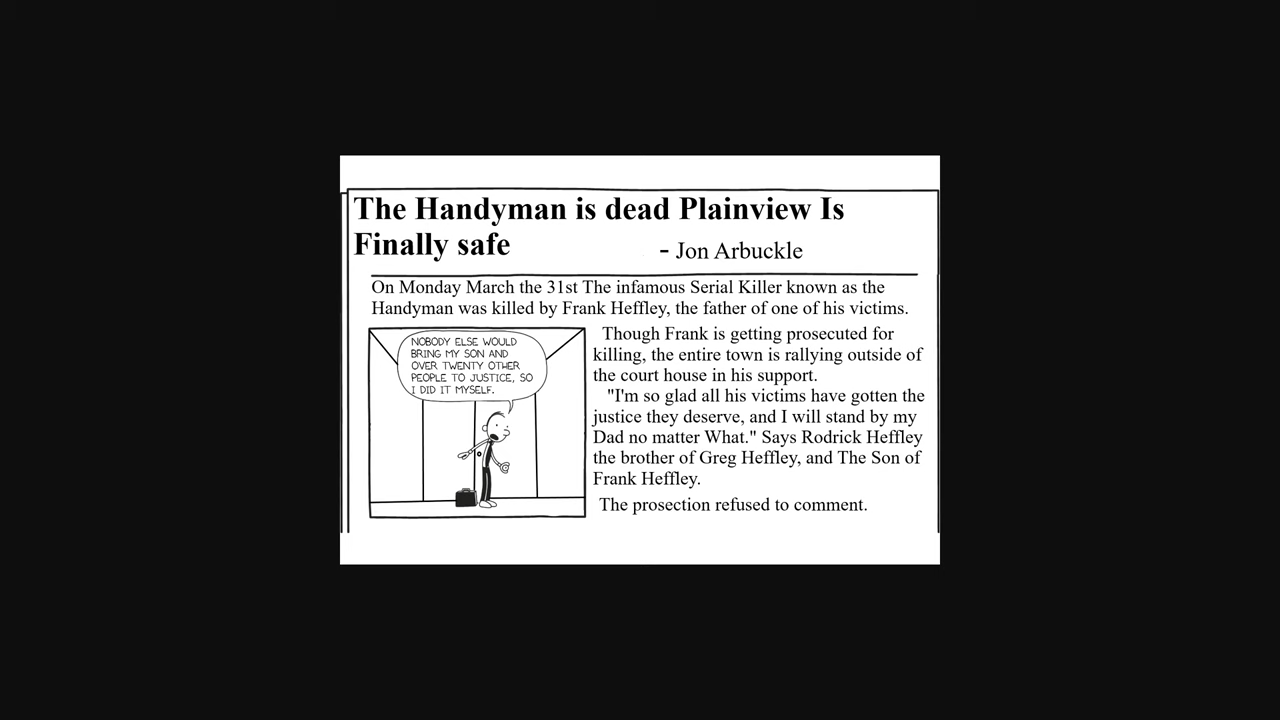 The Handyman is dead Plainview Is
Finally safe
- Jon Arbuckle
On Monday March the 31st The infamous Serial Killer known as the
Handyman was killed by Frank Heffley, the father of one of his victims.
NOBODY ELSE WOULD
BRING MY SON AND
OVER TWENTY OTHER
PEOPLE TO JUSTICE, SO
I DID IT MYSELF.
Though Frank is getting prosecuted for
killing, the entire town is rallying outside of
the court house in his support.
"I'm so glad all his victims have gotten the
justice they deserve, and I will stand by my
Dad no matter What." Says Rodrick Heffley
the brother of Greg Heffley, and The Son of
Frank Heffley.
The prosection refused to comment.